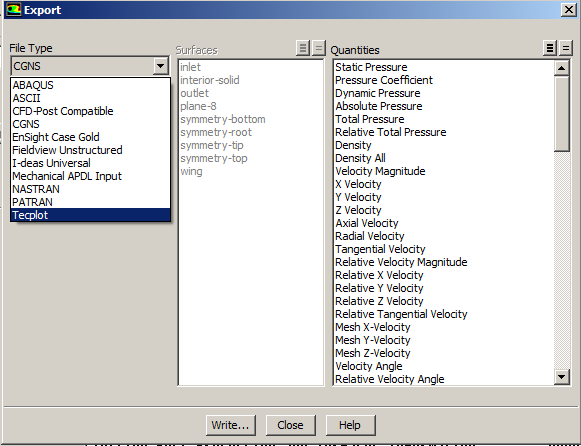 Export
File Type
CGNS
ABAQUS
ASCII
CFD-Post Compatible
CGNS
EnSight Case Gold
Fieldview Unstructured
I-deas Universal
Mechanical APDL Input
NASTRAN
PATRAN
Tecplot
Surfaces
inlet
interior-solid
outlet
plane-8
symmetry-bottom
symmetry-root
symmetry-tip
symmetry-top
wing
Quantities
Static Pressure
Pressure Coefficient
Dynamic Pressure
Absolute Pressure
Total Pressure
Relative Total Pressure
Density
Density All
Velocity Magnitude
X Velocity
Y Velocity
Z Velocity
Axial Velocity
Radial Velocity
Tangential Velocity
Relative Velocity Magnitude
Relative X Velocity
Relative Y Velocity
Relative Z Velocity
Relative Tangential Velocity
Mesh X-Velocity
Mesh Y-Velocity
Mesh Z-Velocity
Velocity Angle
Relative Velocity Angle
Write...
Close
Help